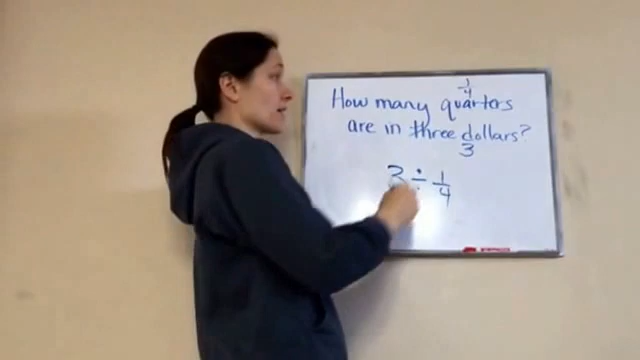 1/4
How many quarters
are in three dollars?
3
3 ÷ 1/4